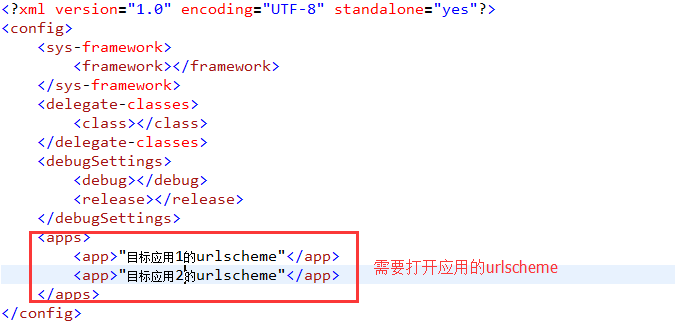 <?xml version="1.0" encoding="UTF-8" standalone="yes"?>
<config>
<sys-framework>
<framework></framework>
</sys-framework>
<delegate-classes>
<class></class>
</delegate-classes>
<debugSettings>
<debug></debug>
<release></release>
</debugSettings>
<apps>
<app>"目标应用1的urlscheme"</app>
<app>"目标应用2的urlscheme"</app>
</apps>
</config>
需要打开应用的urlscheme